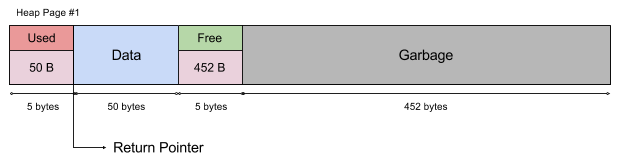 Heap Page #1
Used
50 B
Data
Free
452 B
Garbage
5 bytes
50 bytes
5 bytes
452 bytes
Return Pointer